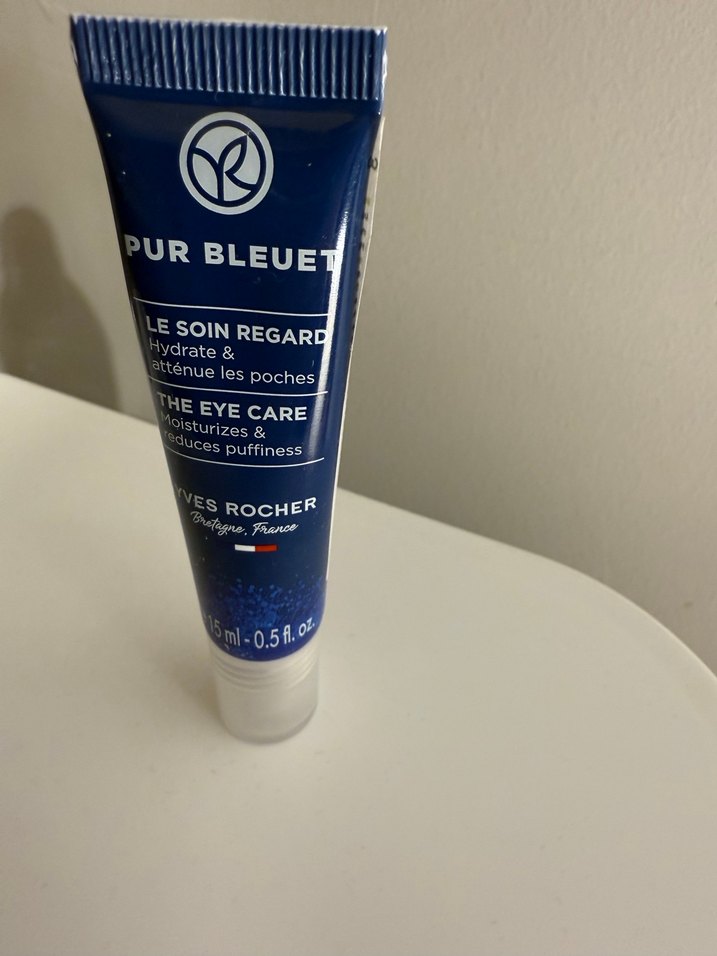 PUR BLEUET
LE SOIN REGARD
Hydrate &
atténue les poches
THE EYE CARE
Moisturizes &
reduces puffiness
YVES ROCHER
Bretagne, France
15 ml - 0.5 fl. oz.